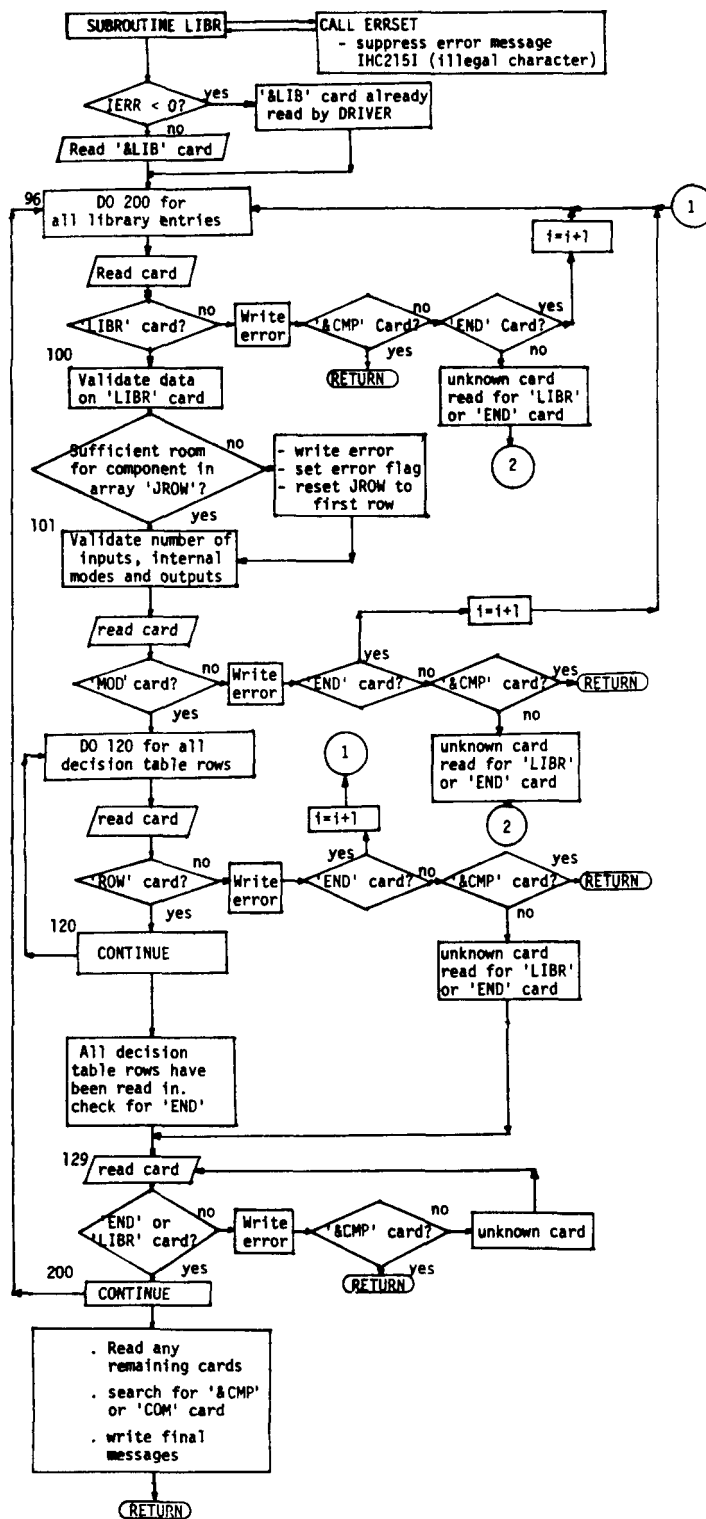 SUBROUTINE LIBR
CALL ERRSET
- suppress error message
IHC215I (illegal character)
IERR < 0?
yes
'&LIB' card already
read by DRIVER
no
Read '&LIB' card
96
DO 200 for
all library entries
1
i=i+1
Read card
'LIBR' card?
no
Write
error
'&CMP' Card?
no
'END' Card?
yes
yes
RETURN
no
unknown card
read for 'LIBR'
or 'END' card
2
100
Validate data
on 'LIBR' card
Sufficient room
for component in
array 'JROW'?
no
- write error
- set error flag
- reset JROW to
first row
yes
101
Validate number of
inputs, internal
modes and outputs
i=i+1
read card
'MOD' card?
no
Write
error
yes
'END' card?
no
'&CMP' card?
yes
RETURN
yes
no
unknown card
read for 'LIBR'
or 'END' card
2
DO 120 for all
decision table rows
1
i=i+1
read card
'ROW' card?
no
Write
error
yes
'END' card?
no
'&CMP' card?
yes
RETURN
yes
no
120
CONTINUE
unknown card
read for 'LIBR'
or 'END' card
All decision
table rows have
been read in.
check for 'END'
129
read card
'END' or
'LIBR' card?
no
Write
error
'&CMP' card?
no
unknown card
yes
RETURN
yes
200
CONTINUE
. Read any
remaining cards
. search for '&CMP'
or 'COM' card
. write final
messages
RETURN